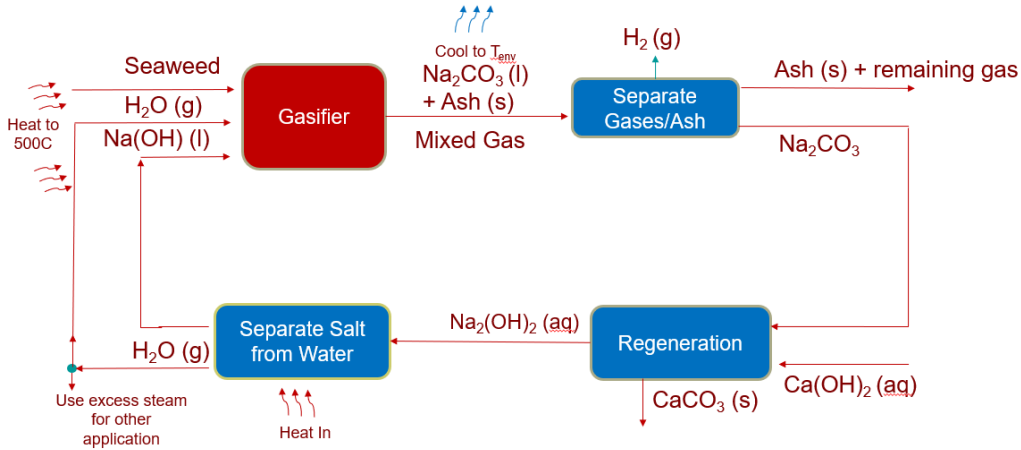 Cool to Tenv
Na₂CO₃ (l)
+ Ash (s)
Mixed Gas
H₂ (g)
Seaweed
H₂O (g)
Na(OH) (l)
Heat to
500C
Gasifier
Separate
Gases/Ash
Ash (s) + remaining gas
Na₂CO₃
Separate Salt
from Water
H₂O (g)
Use excess steam
for other
application
Heat In
Na₂(OH)₂ (aq)
Regeneration
Ca(OH)₂ (aq)
CaCO₃ (s)